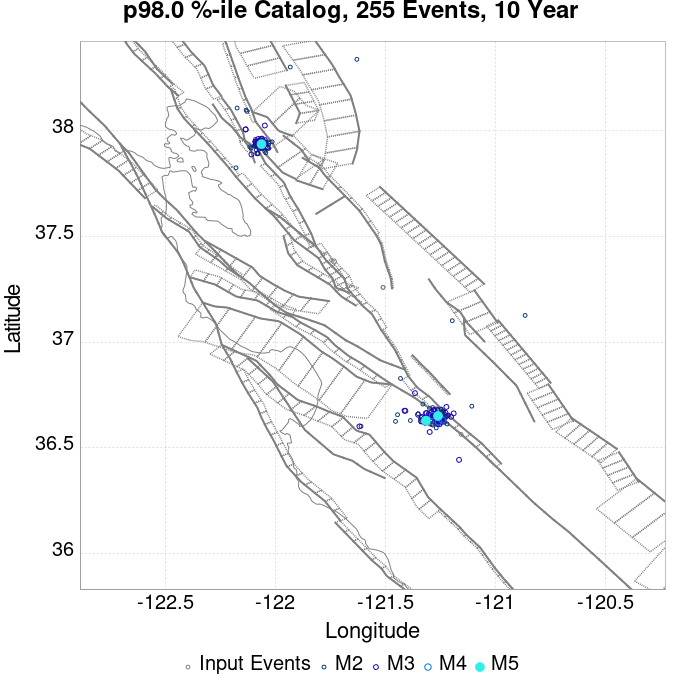 p98.0 %-ile Catalog, 255 Events, 10 Year
38
37.5
37
36.5
36
Latitude
-122.5 -122 -121.5 -121 -120.5
Longitude
Input Events M2 M3 M4 M5